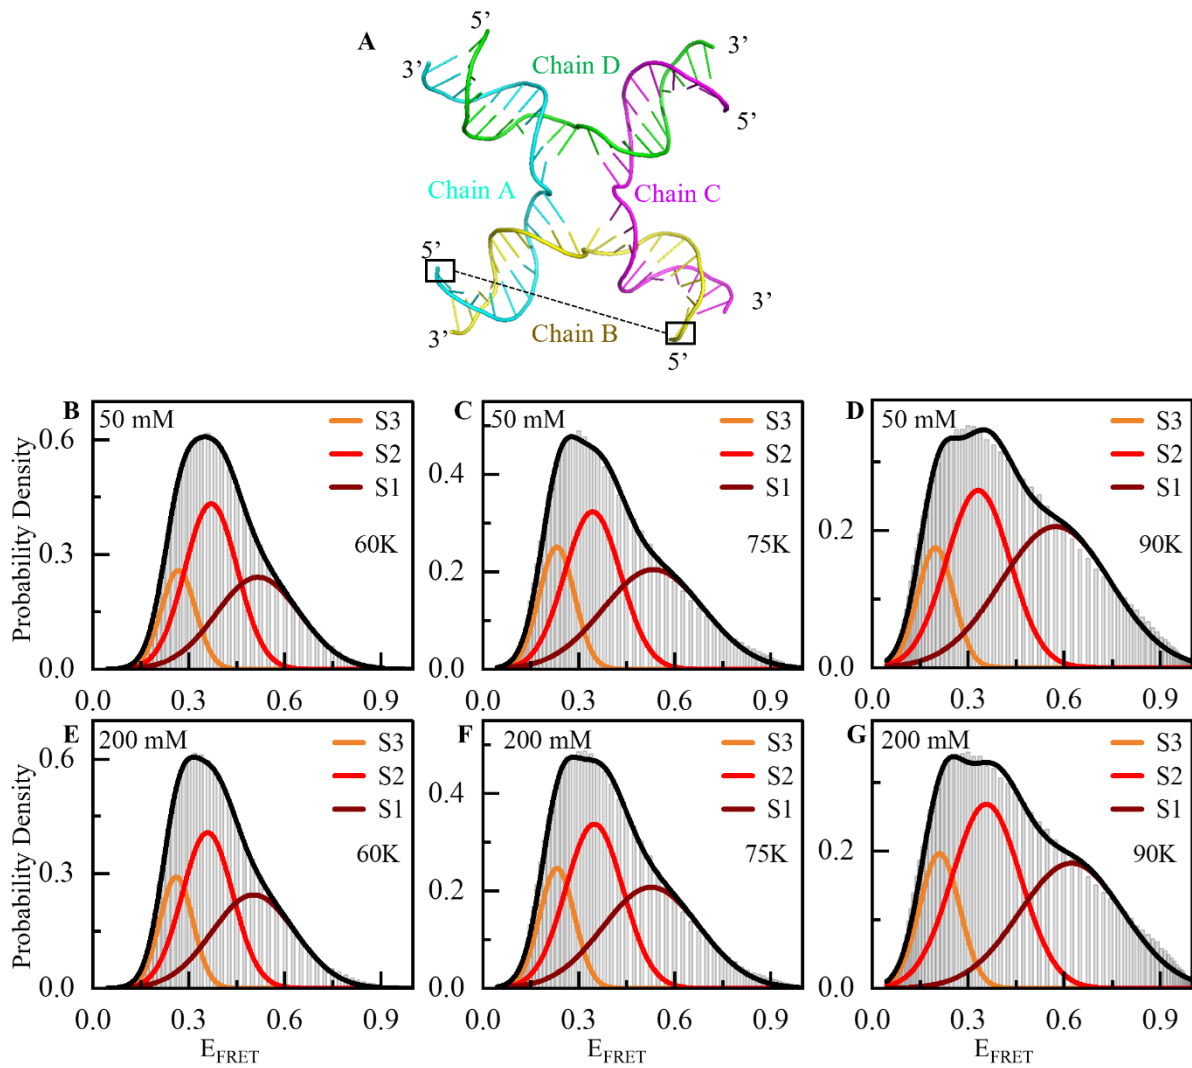 A
5’
3’
Chain D
3’
5’
Chain A
Chain C
5’
3’
Chain B
5’
3’
B
50 mM
S3
S2
S1
60K
0.6
0.3
0.0
Probability Density
0.0 0.3 0.6 0.9
C
50 mM
S3
S2
S1
75K
0.4
0.2
0.0
0.0 0.3 0.6 0.9
D
50 mM
S3
S2
S1
90K
0.2
0.0
0.0 0.3 0.6 0.9
E
200 mM
S3
S2
S1
60K
0.6
0.3
0.0
Probability Density
0.0 0.3 0.6 0.9
EFRET
F
200 mM
S3
S2
S1
75K
0.4
0.2
0.0
0.0 0.3 0.6 0.9
EFRET
G
200 mM
S3
S2
S1
90K
0.2
0.0
0.0 0.3 0.6 0.9
EFRET